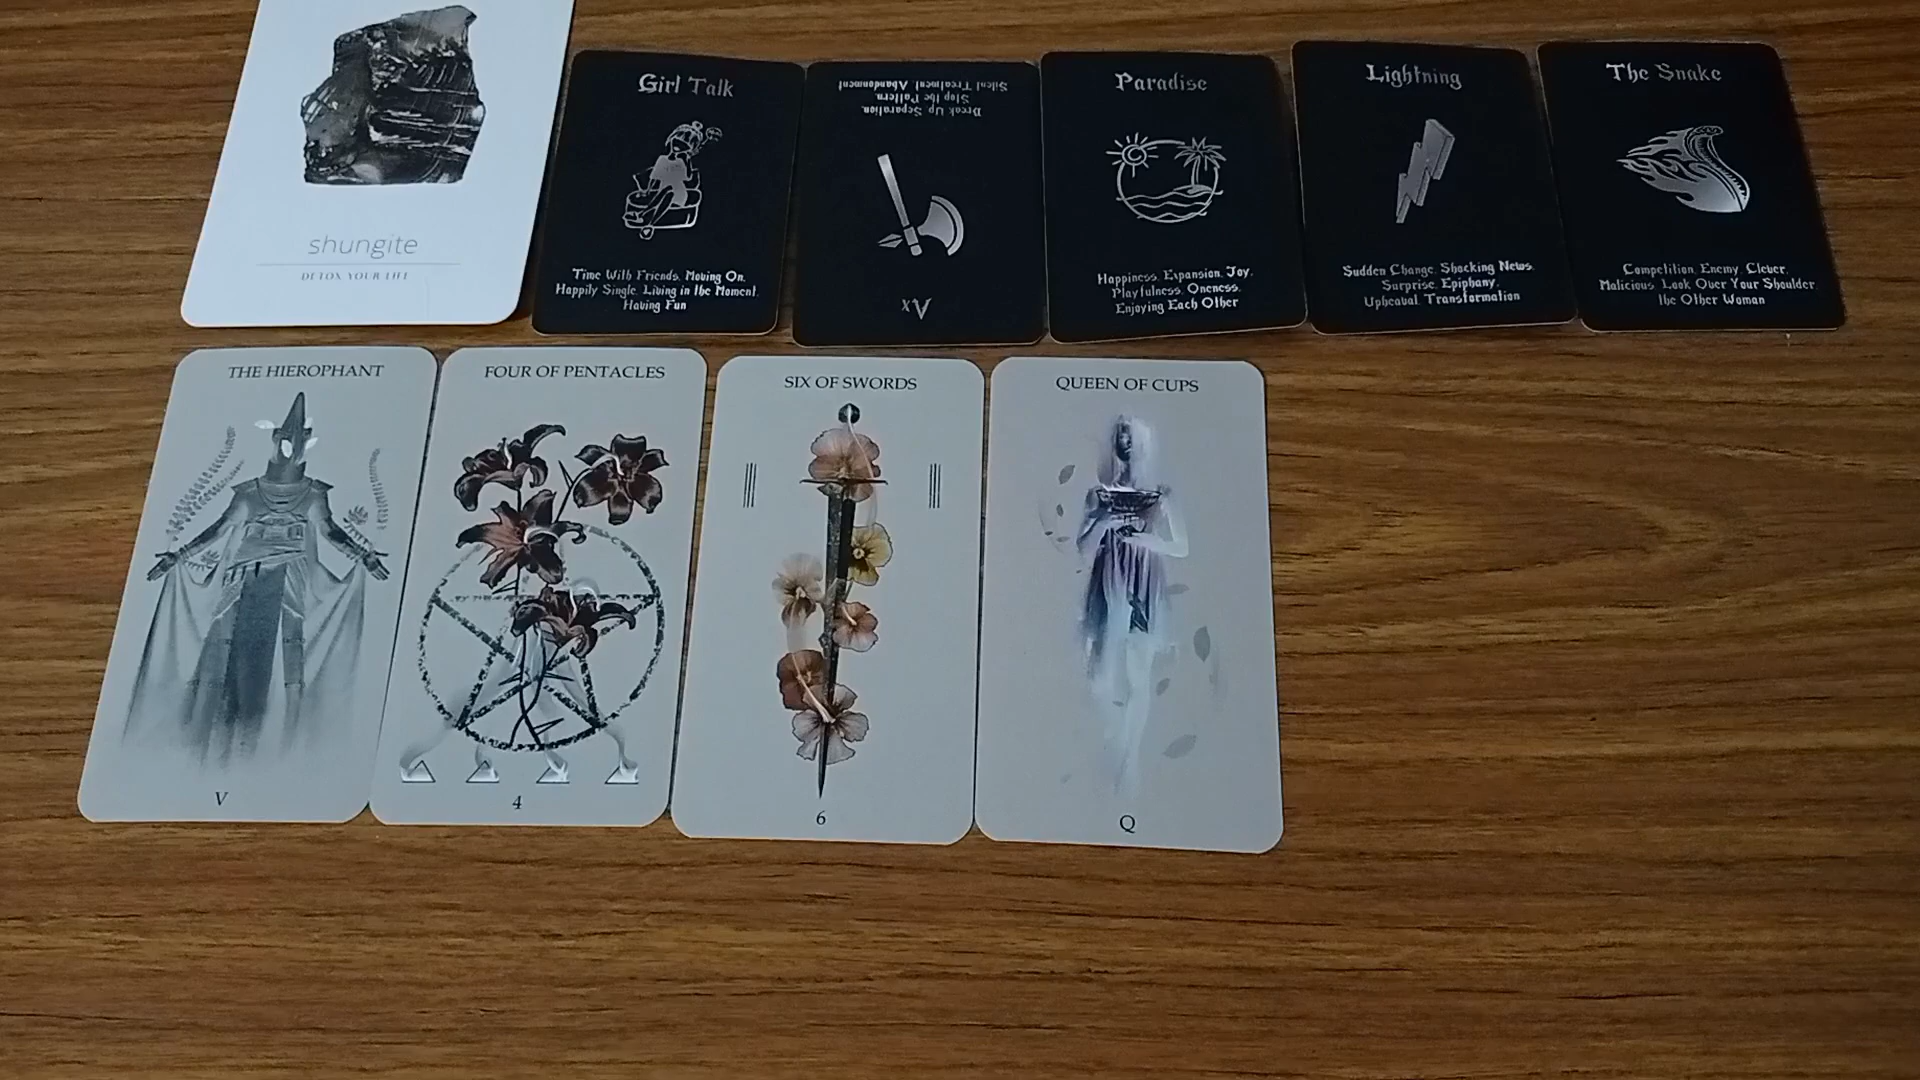 shungite
DETOX YOUR LIFE
Girl Talk
Time With Friends, Moving On,
Happily Single, Living in the Moment,
Having Fun
Ax
Break Up, Separation,
Stop the Pattern,
Silent Treatment, Abandonment
Paradise
Happiness, Expansion, Joy,
Playfulness, Oneness,
Enjoying Each Other
Lightning
Sudden Change, Shocking News,
Surprise, Epiphany,
Upheaval, Transformation
The Snake
Competition, Enemy, Clever,
Malicious, Look Over Your Shoulder,
the Other Woman
THE HIEROPHANT
V
FOUR OF PENTACLES
4
SIX OF SWORDS
6
QUEEN OF CUPS
Q